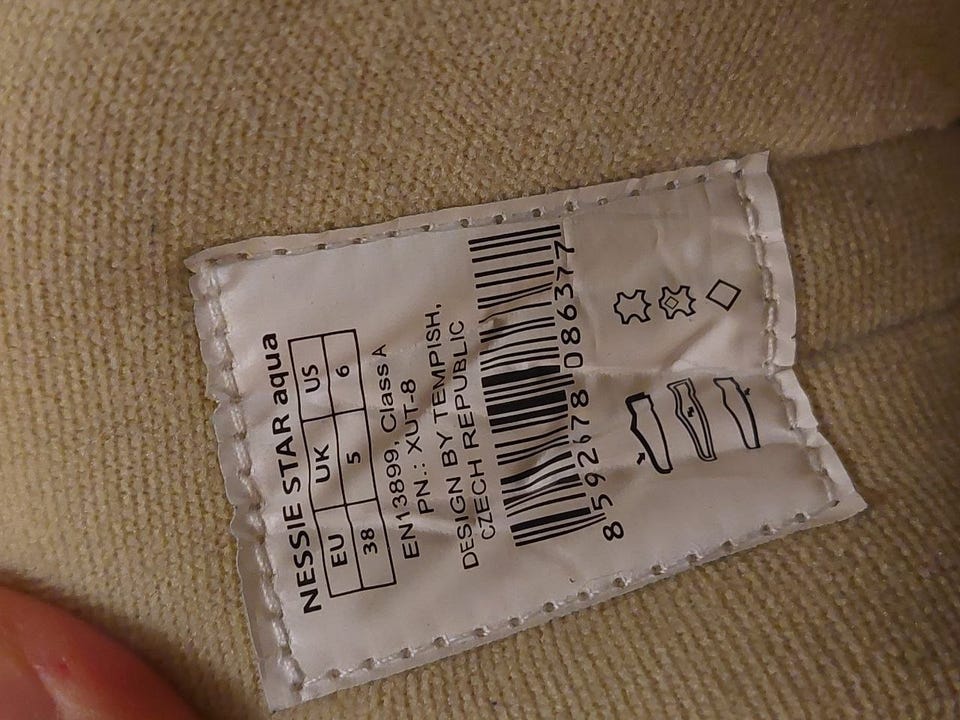 NESSIE STAR aqua
EU UK US
38 5 6
EN13899, Class A
PN.: XUT-8
DESIGN BY TEMPISH,
CZECH REPUBLIC
8 592678 086377